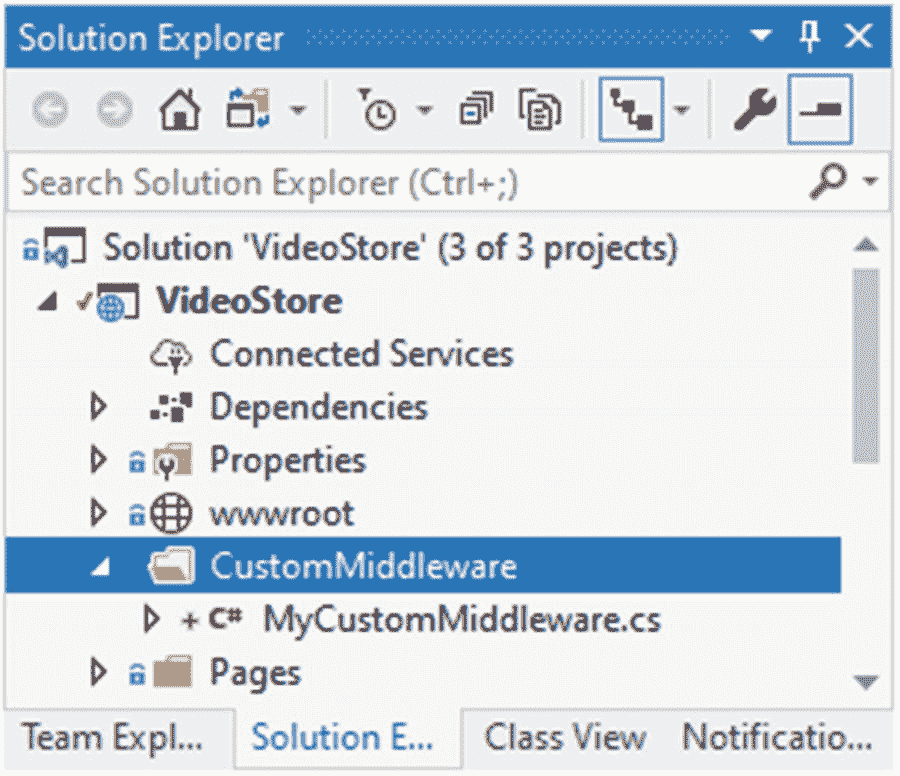 Solution Explorer
Search Solution Explorer (Ctrl+;)
Solution 'VideoStore' (3 of 3 projects)
VideoStore
Connected Services
Dependencies
Properties
wwwroot
CustomMiddleware
+ C# MyCustomMiddleware.cs
Pages
Team Expl... Solution E... Class View Notificatio...